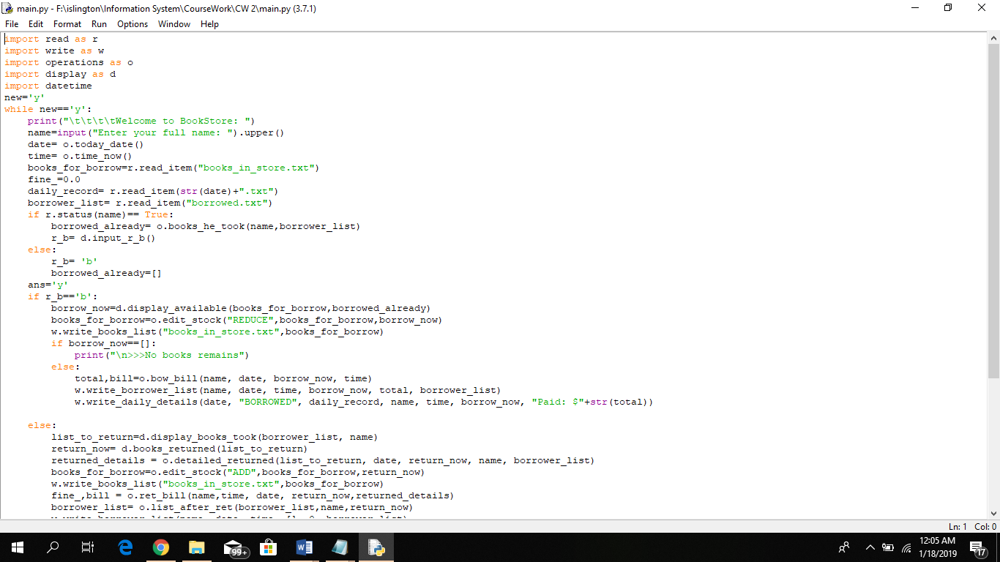 main.py - F:\islington\Information System\CourseWork\CW 2\main.py (3.7.1)
File Edit Format Run Options Window Help
import read as r
import write as w
import operations as o
import display as d
import datetime
new='y'
while new=='y':
    print("\t\t\t\tWelcome to BookStore: ")
    name=input("Enter your full name: ").upper()
    date= o.today_date()
    time= o.time_now()
    books_for_borrow=r.read_item("books_in_store.txt")
    fine_=0.0
    daily_record= r.read_item(str(date)+".txt")
    borrower_list= r.read_item("borrowed.txt")
    if r.status(name)== True:
        borrowed_already= o.books_he_took(name,borrower_list)
        r_b= d.input_r_b()
    else:
        r_b= 'b'
        borrowed_already=[]
    ans='y'
    if r_b=='b':
        borrow_now=d.display_available(books_for_borrow,borrowed_already)
        books_for_borrow=o.edit_stock("REDUCE",books_for_borrow,borrow_now)
        w.write_books_list("books_in_store.txt",books_for_borrow)
        if borrow_now==[]:
            print("\n>>>No books remains")
        else:
            total,bill=o.bow_bill(name, date, borrow_now, time)
            w.write_borrower_list(name, date, time, borrow_now, total, borrower_list)
            w.write_daily_details(date, "BORROWED", daily_record, name, time, borrow_now, "Paid: $"+str(total))
    else:
        list_to_return=d.display_books_took(borrower_list, name)
        return_now= d.books_returned(list_to_return)
        returned_details = o.detailed_returned(list_to_return, date, return_now, name, borrower_list)
        books_for_borrow=o.edit_stock("ADD",books_for_borrow,return_now)
        w.write_books_list("books_in_store.txt",books_for_borrow)
        fine_,bill = o.ret_bill(name,time, date, return_now,returned_details)
        borrower_list= o.list_after_ret(borrower_list,name,return_now)
Ln: 1 Col: 0
99+
12:05 AM
1/18/2019
17